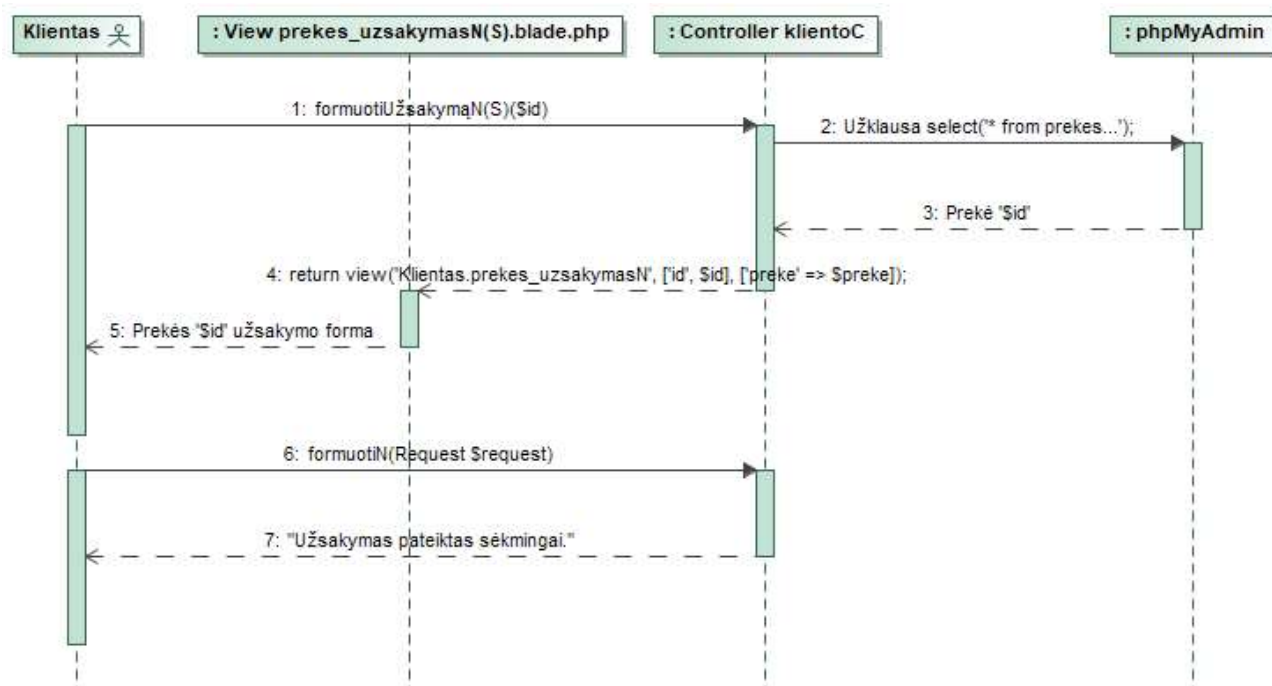 Klientas
: View prekes_uzsakymasN(S).blade.php
: Controller klientoC
: phpMyAdmin
1: formuotiUžsakymąN(S)($id)
2: Užklausa select('* from prekes...');
3: Prekė '$id'
4: return view('Klientas.prekes_uzsakymasN', ['id', $id], ['preke' => $preke]);
5: Prekės '$id' užsakymo forma
6: formuotiN(Request $request)
7: "Užsakymas pateiktas sėkmingai."